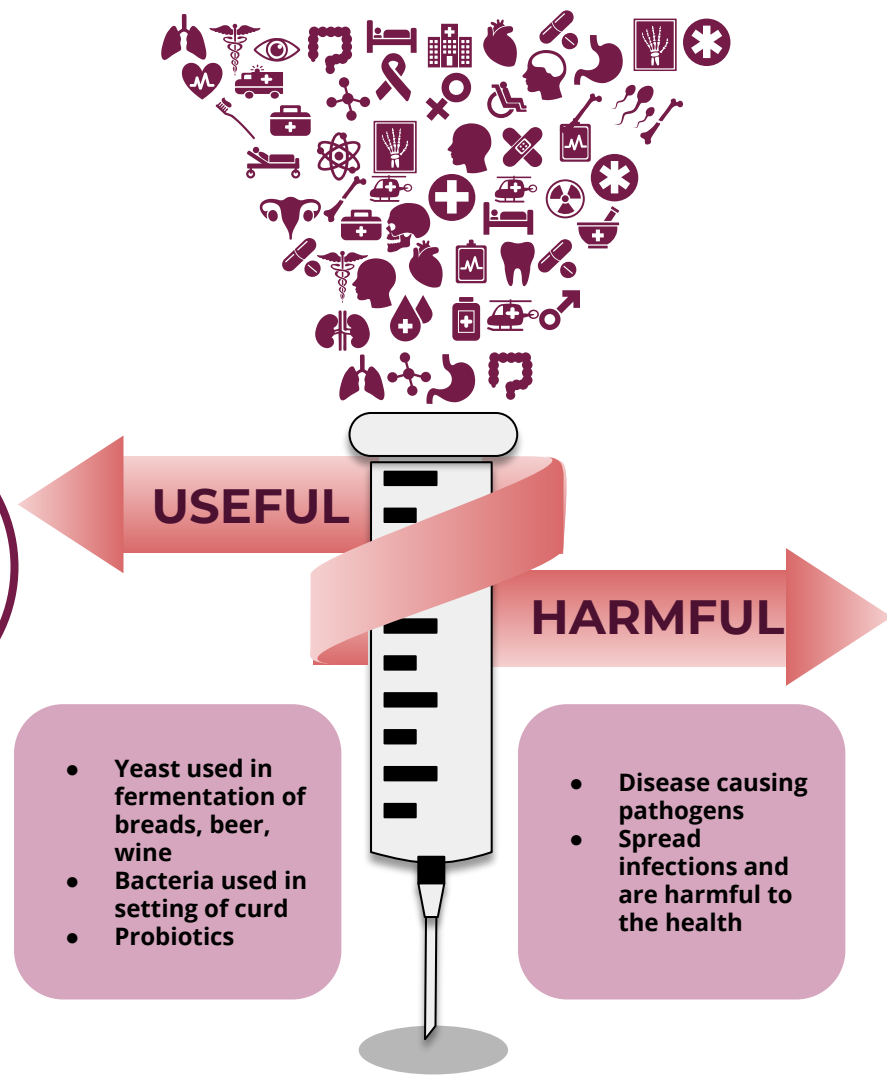 USEFUL
HARMFUL
● Yeast used in
fermentation of
breads, beer,
wine
● Bacteria used in
setting of curd
● Probiotics
● Disease causing
pathogens
● Spread
infections and
are harmful to
the health